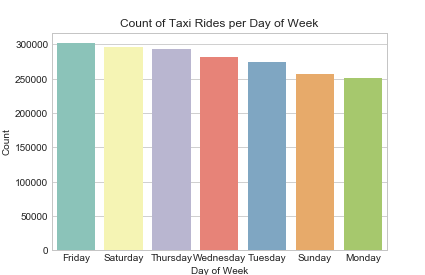 Count of Taxi Rides per Day of Week
300000
250000
200000
150000
100000
50000
0
Count
Friday Saturday Thursday Wednesday Tuesday Sunday Monday
Day of Week